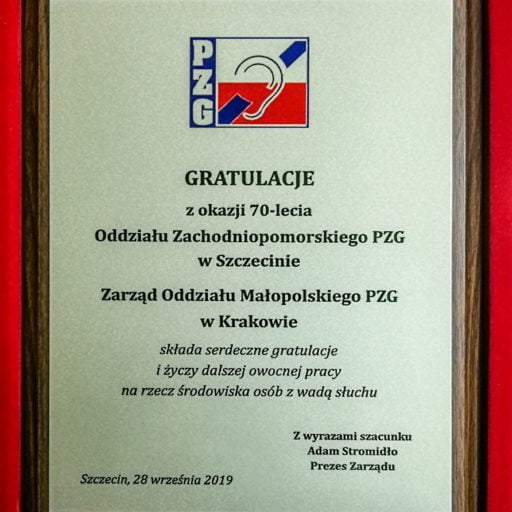 PZG
GRATULACJE
z okazji 70-lecia
Oddziału Zachodniopomorskiego PZG
w Szczecinie
Zarząd Oddziału Małopolskiego PZG
w Krakowie
składa serdeczne gratulacje
i życzy dalszej owocnej pracy
na rzecz środowiska osób z wadą słuchu
Z wyrazami szacunku
Adam Stromidło
Prezes Zarządu
Szczecin, 28 września 2019